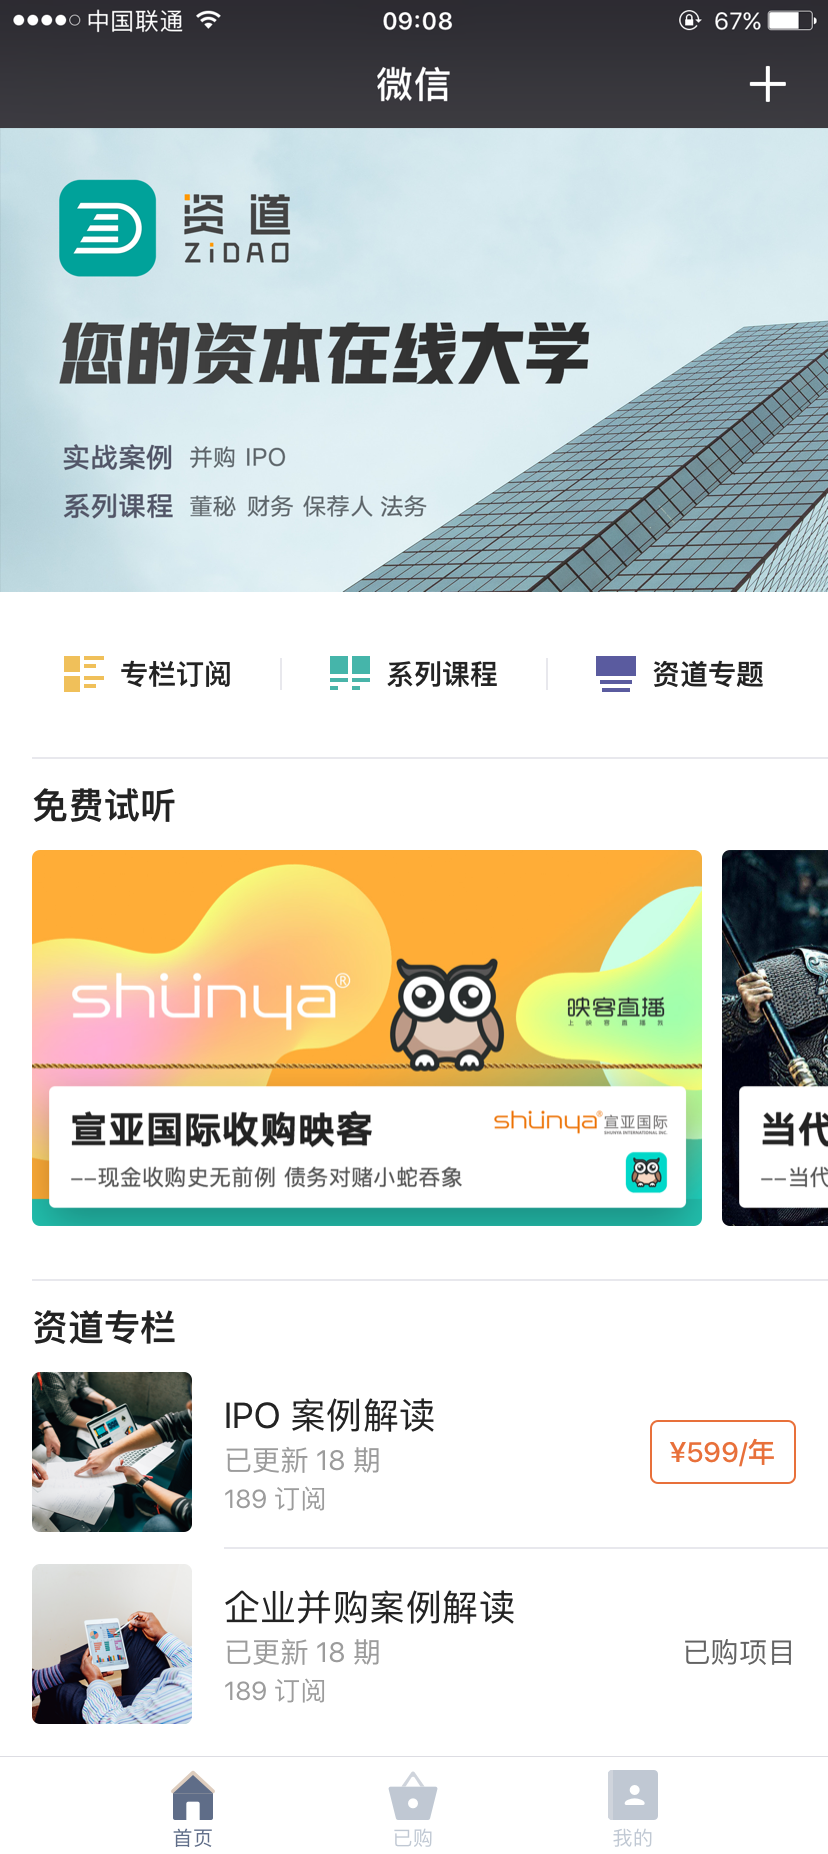 中国联通
09:08
67%
微信
资道
ZiDAO
您的资本在线大学
实战案例 并购 IPO
系列课程 董秘 财务 保荐人 法务
专栏订阅
系列课程
资道专题
免费试听
shünya®
映客直播
宣亚国际收购映客
shünya®宣亚国际
SHUNYA INTERNATIONAL INC.
--现金收购史无前例 债务对赌小蛇吞象
当代
--当代
资道专栏
IPO 案例解读
已更新 18 期
189 订阅
¥599/年
企业并购案例解读
已更新 18 期
189 订阅
已购项目
首页
已购
我的